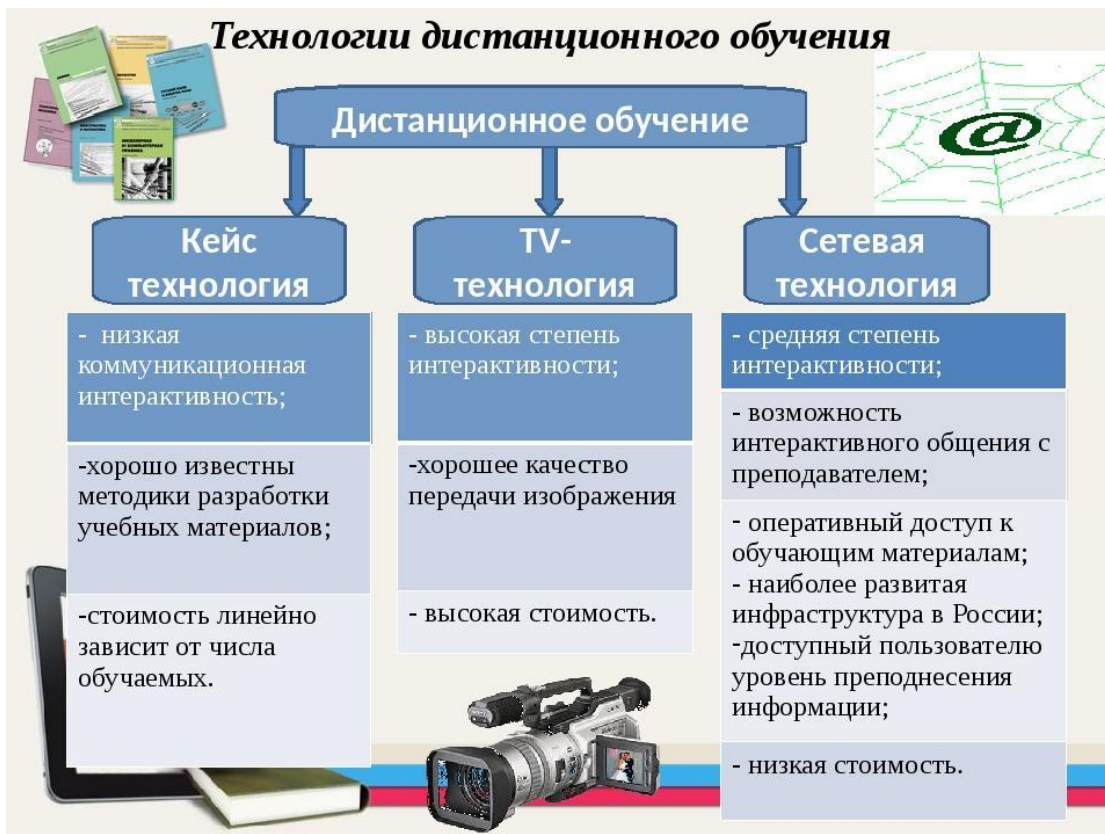 Технологии дистанционного обучения
Дистанционное обучение
@
Кейс
технология
- низкая
коммуникационная
интерактивность;
-хорошо известны
методики разработки
учебных материалов;
-стоимость линейно
зависит от числа
обучаемых.
TV-
технология
- высокая степень
интерактивности;
-хорошее качество
передачи изображения
- высокая стоимость.
Сетевая
технология
- средняя степень
интерактивности;
- возможность
интерактивного общения с
преподавателем;
- оперативный доступ к
обучающим материалам;
- наиболее развитая
инфраструктура в России;
-доступный пользователю
уровень преподнесения
информации;
- низкая стоимость.